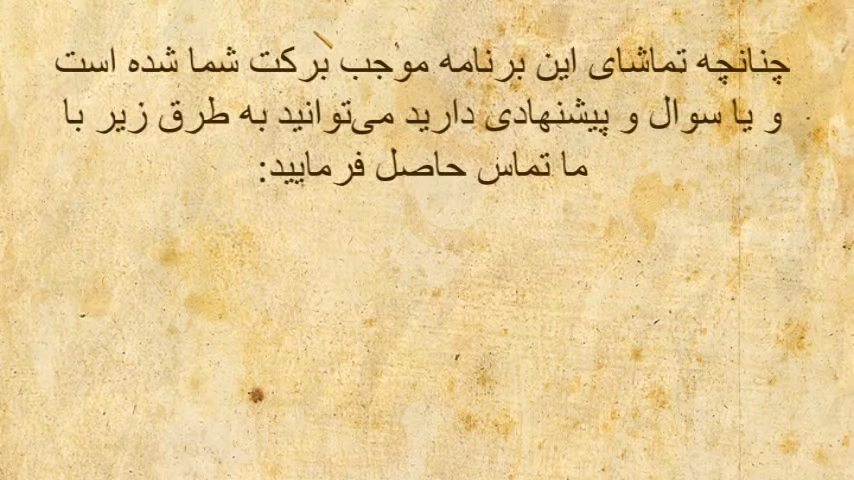 چنانچه تماشای این برنامه موجب برکت شما شده است
و یا سوال و پیشنهادی دارید می‌توانید به طرق زیر با
ما تماس حاصل فرمایید: